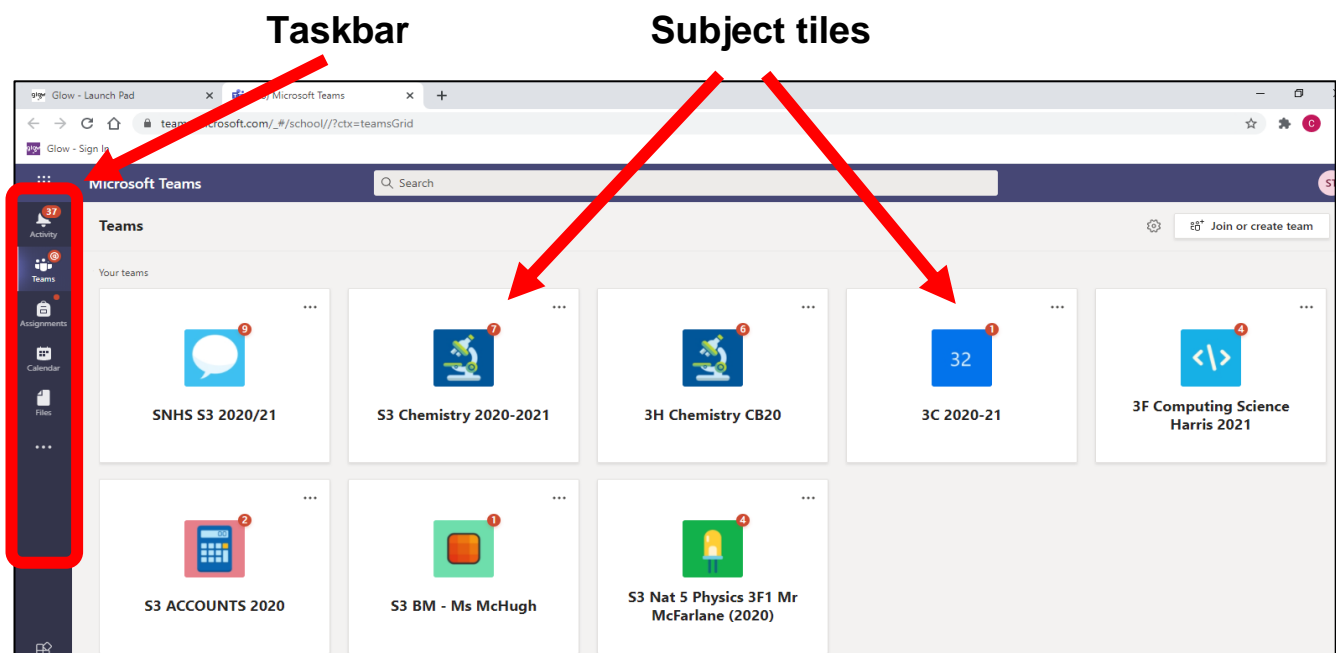 Taskbar
Subject tiles
glow Glow - Launch Pad
Microsoft Teams
microsoft.com/_#/school//?ctx=teamsGrid
C
glow Glow - Sign In
Microsoft Teams
Search
37
Activity
Teams
Join or create team
@
Teams
Your teams
Assignments
Calendar
Files
9
SNHS S3 2020/21
7
S3 Chemistry 2020-2021
6
3H Chemistry CB20
1
32
3C 2020-21
4
</>
3F Computing Science
Harris 2021
2
S3 ACCOUNTS 2020
1
S3 BM - Ms McHugh
4
S3 Nat 5 Physics 3F1 Mr
McFarlane (2020)